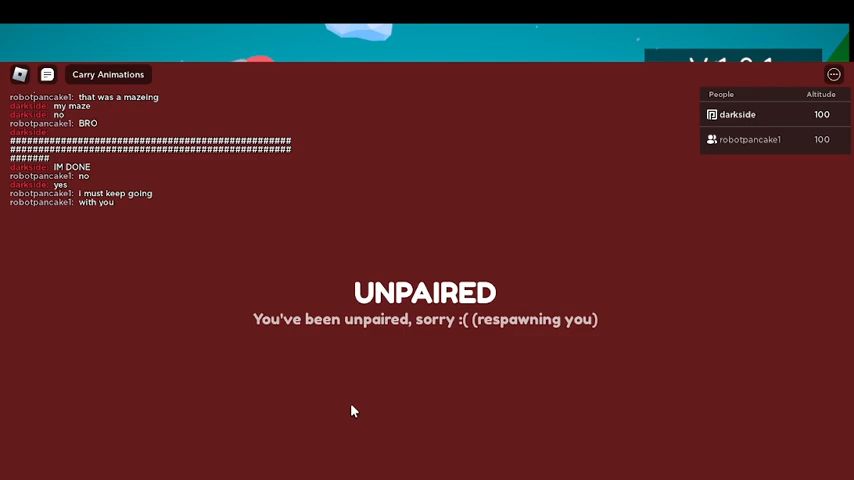 Carry Animations
robotpancake1: that was a mazeing
darkside: my maze
darkside: no
robotpancake1: BRO
darkside:
##################################################
##################################################
#######
darkside: IM DONE
robotpancake1: no
darkside: yes
robotpancake1: i must keep going
robotpancake1: with you
People Altitude
darkside 100
robotpancake1 100
UNPAIRED
You've been unpaired, sorry :( (respawning you)